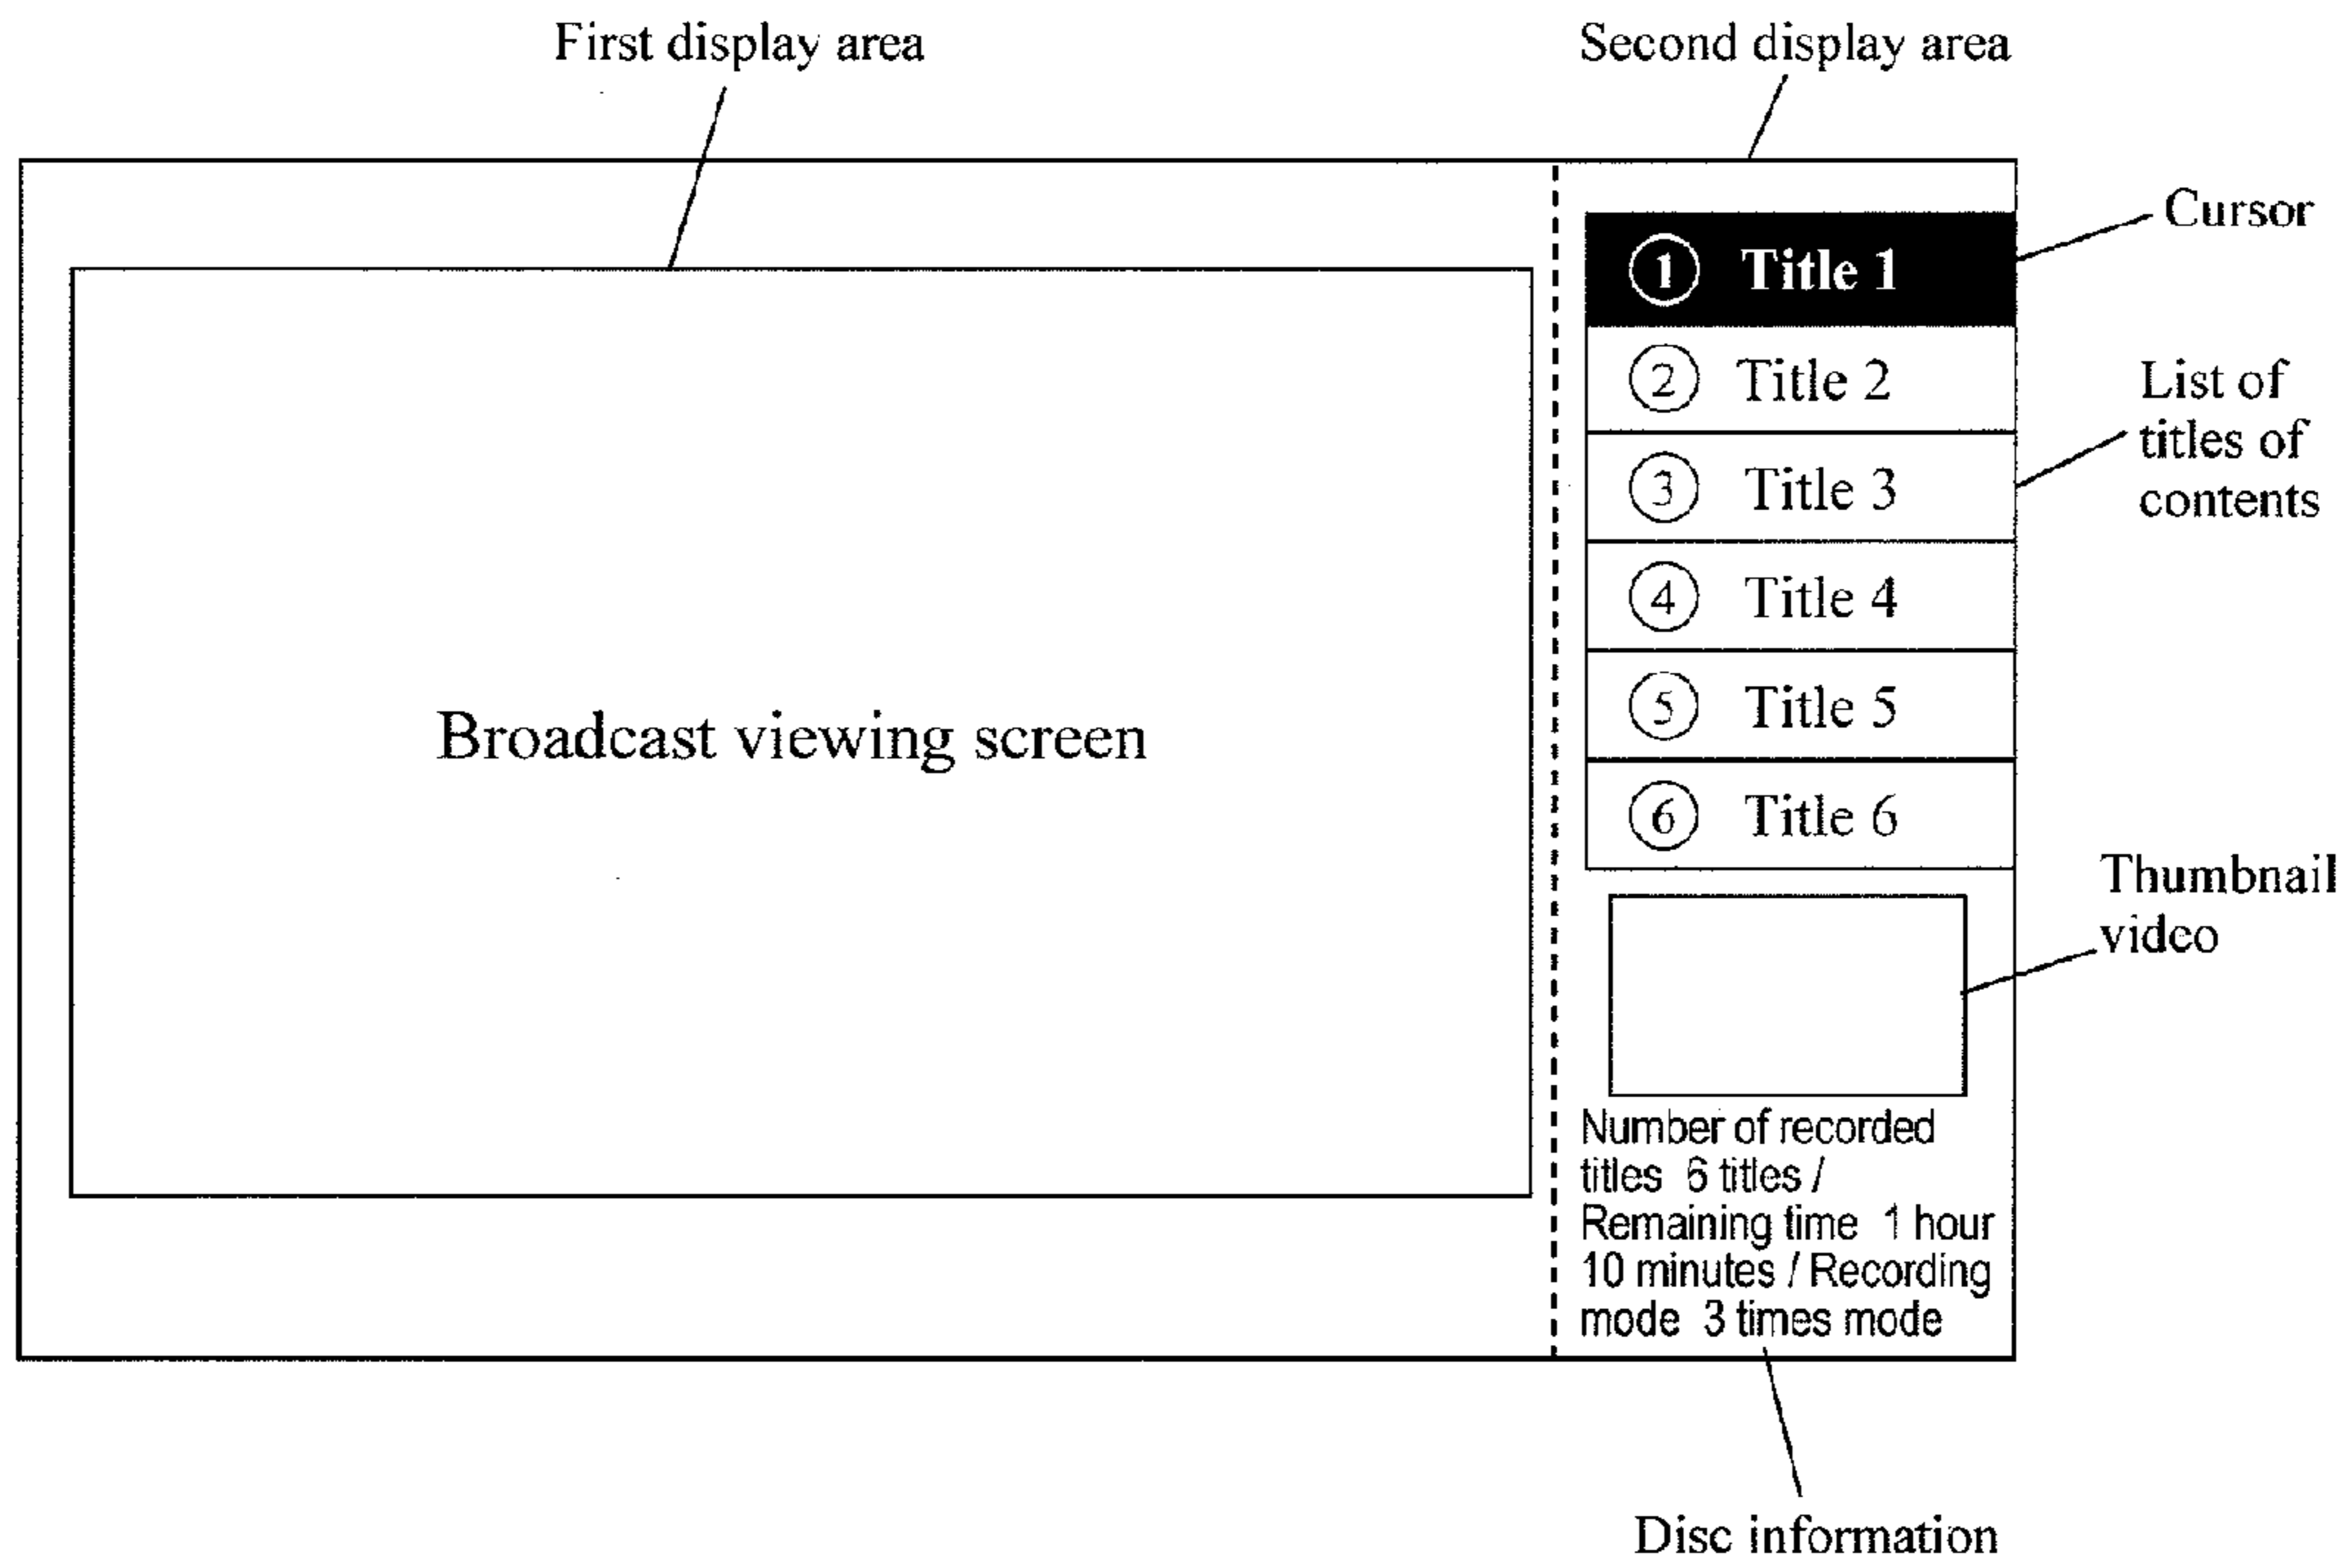 First display area
Second display area
Cursor
① Title 1
② Title 2
List of
titles of
contents
③ Title 3
④ Title 4
⑤ Title 5
Broadcast viewing screen
⑥ Title 6
Thumbnail
video
Number of recorded
titles 6 titles /
Remaining time 1 hour
10 minutes / Recording
mode 3 times mode
Disc information